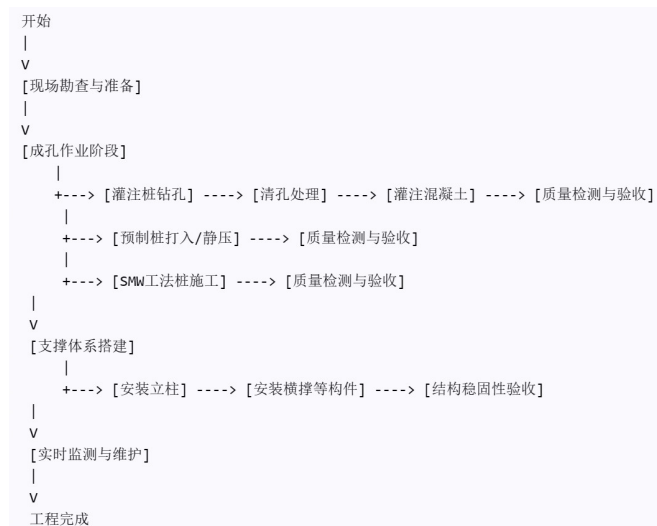 开始
|
V
[现场勘查与准备]
|
V
[成孔作业阶段]
|
+---> [灌注桩钻孔] ----> [清孔处理] ----> [灌注混凝土] ----> [质量检测与验收]
|
+---> [预制桩打入/静压] ----> [质量检测与验收]
|
+---> [SMW工法桩施工] ----> [质量检测与验收]
|
V
[支撑体系搭建]
|
+---> [安装立柱] ----> [安装横撑等构件] ----> [结构稳固性验收]
|
V
[实时监测与维护]
|
V
工程完成